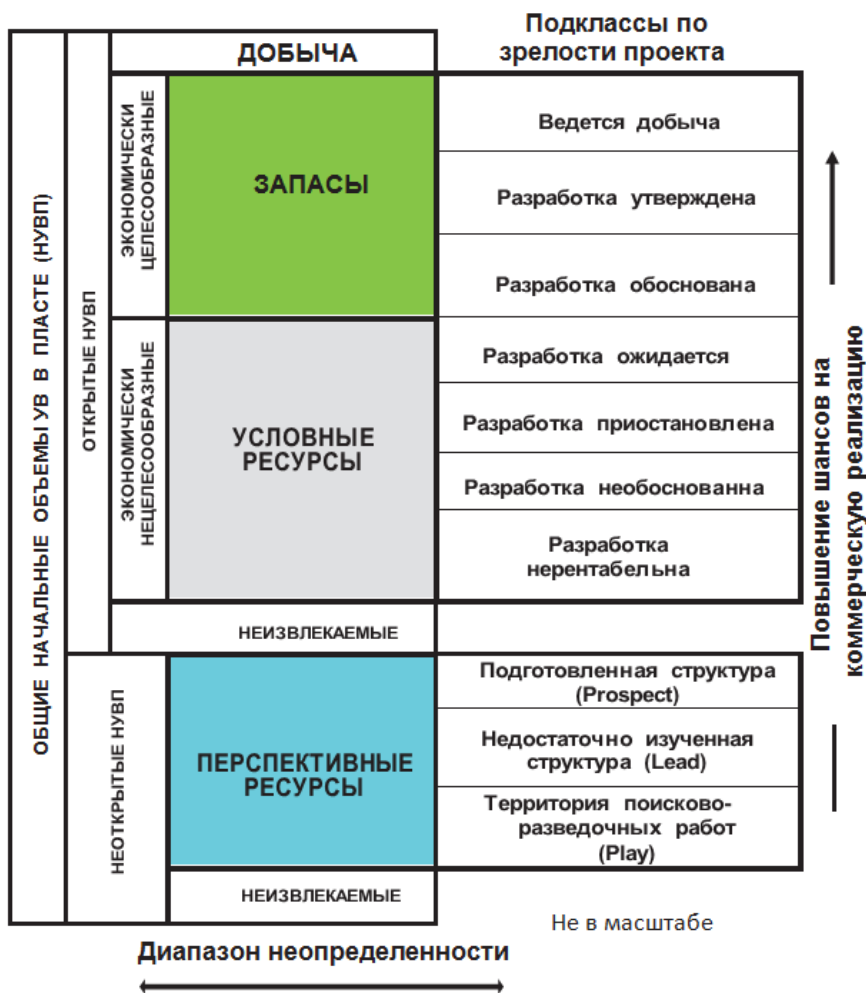 Подклассы по
зрелости проекта
ДОБЫЧА
ОБЩИЕ НАЧАЛЬНЫЕ ОБЪЕМЫ УВ В ПЛАСТЕ (НУВП)
ОТКРЫТЫЕ НУВП
ЭКОНОМИЧЕСКИ
ЦЕЛЕСООБРАЗНЫЕ
ЗАПАСЫ
Ведется добыча
Разработка утверждена
Разработка обоснована
ЭКОНОМИЧЕСКИ
НЕЦЕЛЕСООБРАЗНЫЕ
УСЛОВНЫЕ
РЕСУРСЫ
Разработка ожидается
Разработка приостановлена
Разработка необоснованна
Разработка
нерентабельна
НЕИЗВЛЕКАЕМЫЕ
НЕОТКРЫТЫЕ НУВП
ПЕРСПЕКТИВНЫЕ
РЕСУРСЫ
Подготовленная структура
(Prospect)
Недостаточно изученная
структура (Lead)
Территория поисково-
разведочных работ
(Play)
НЕИЗВЛЕКАЕМЫЕ
Повышение шансов на
коммерческую реализацию
Не в масштабе
Диапазон неопределенности